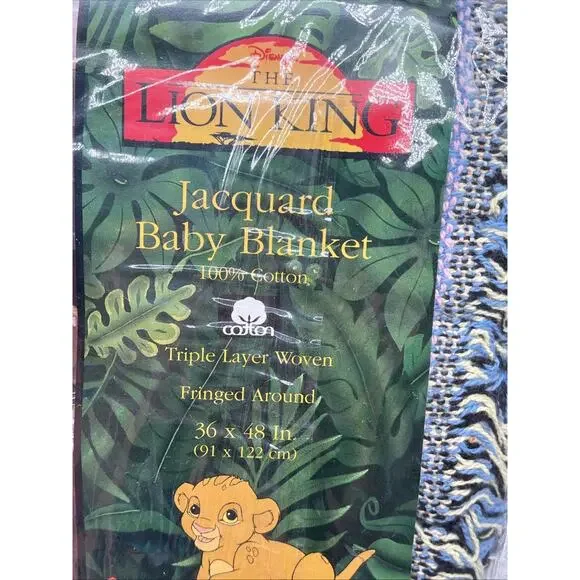 Disney
THE
LION KING
Jacquard
Baby Blanket
100% Cotton
cotton
Triple Layer Woven
Fringed Around
36 x 48 In.
(91 x 122 cm)